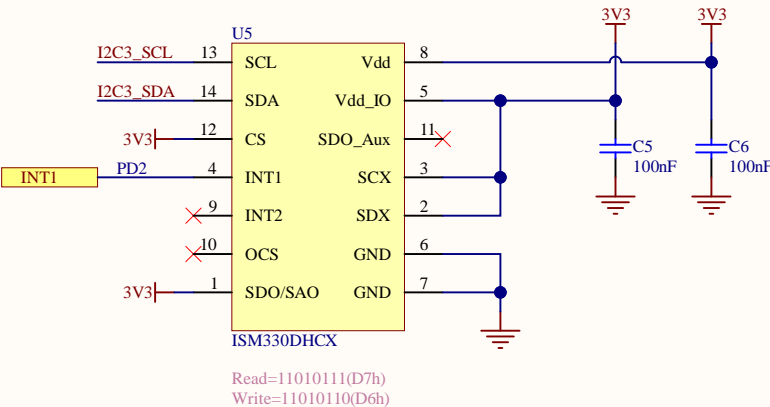 3V3 3V3
U5
I2C3_SCL 13 SCL Vdd 8
I2C3_SDA 14 SDA Vdd_IO 5
3V3 12 CS SDO_Aux 11
C5 C6
100nF 100nF
INT1 PD2 4 INT1 SCX 3
9 INT2 SDX 2
10 OCS GND 6
3V3 1 SDO/SAO GND 7
ISM330DHCX
Read=11010111(D7h)
Write=11010110(D6h)